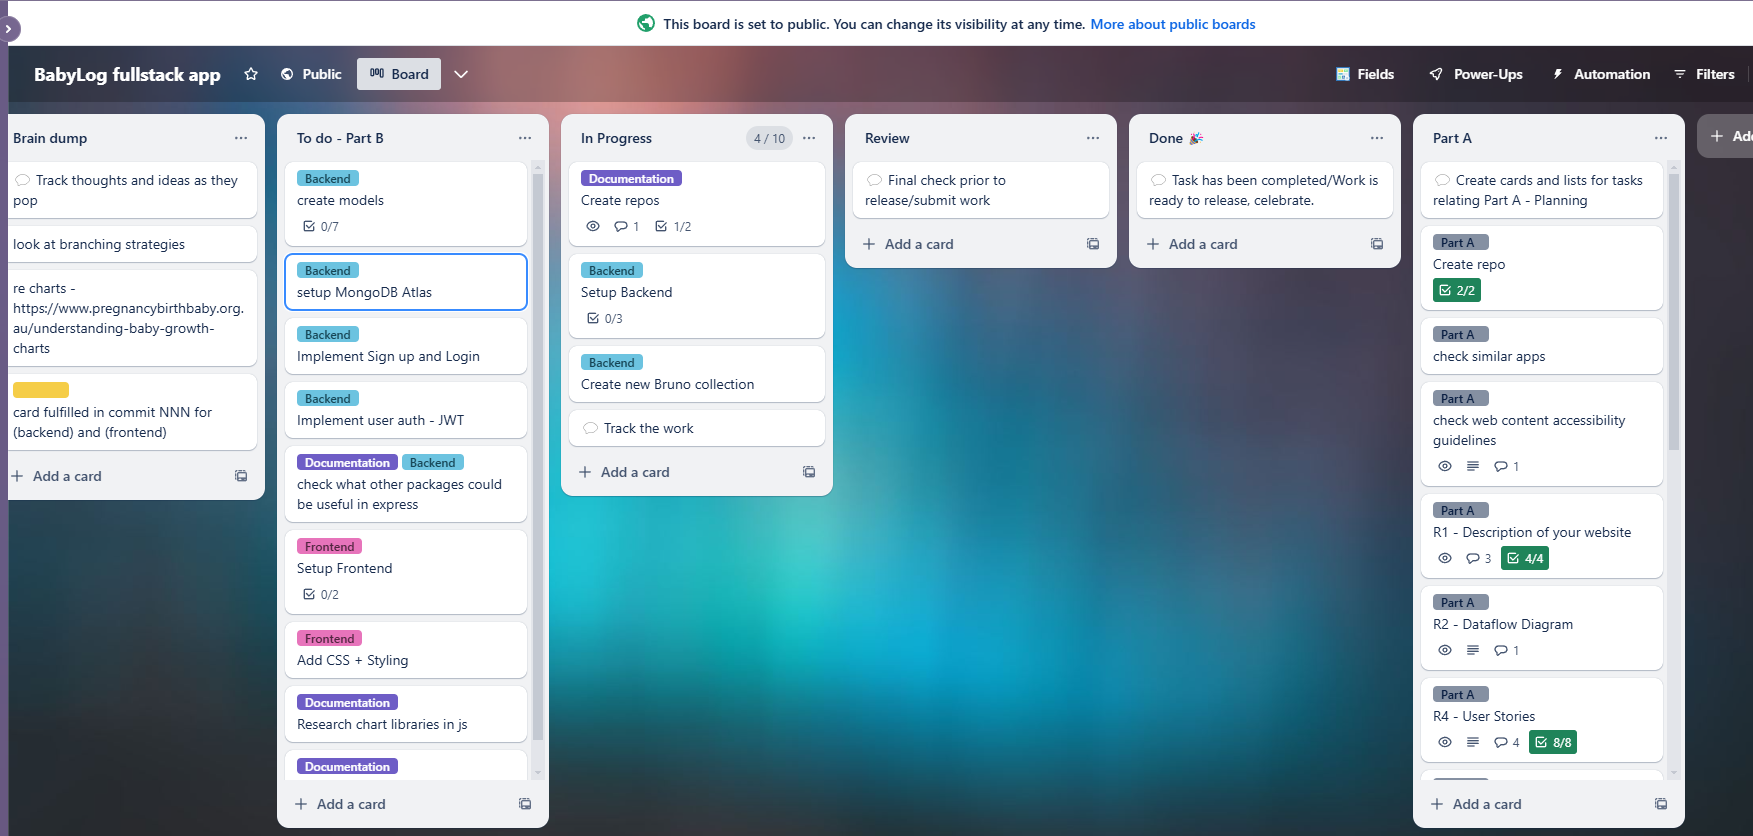 This board is set to public. You can change its visibility at any time. More about public boards
BabyLog fullstack app
Public
Board
Fields
Power-Ups
Automation
Filters
Brain dump
Track thoughts and ideas as they
pop
look at branching strategies
re charts -
https://www.pregnancybirthbaby.org.
au/understanding-baby-growth-
charts
card fulfilled in commit NNN for
(backend) and (frontend)
+ Add a card
To do - Part B
Backend
create models
0/7
Backend
setup MongoDB Atlas
Backend
Implement Sign up and Login
Backend
Implement user auth - JWT
Documentation Backend
check what other packages could
be useful in express
Frontend
Setup Frontend
0/2
Frontend
Add CSS + Styling
Documentation
Research chart libraries in js
Documentation
+ Add a card
In Progress
4 / 10
Documentation
Create repos
1 1/2
Backend
Setup Backend
0/3
Backend
Create new Bruno collection
Track the work
+ Add a card
Review
Final check prior to
release/submit work
+ Add a card
Done 🎉
Task has been completed/Work is
ready to release, celebrate.
+ Add a card
Part A
Create cards and lists for tasks
relating Part A - Planning
Part A
Create repo
2/2
Part A
check similar apps
Part A
check web content accessibility
guidelines
1
Part A
R1 - Description of your website
3 4/4
Part A
R2 - Dataflow Diagram
1
Part A
R4 - User Stories
4 8/8
+ Add a card
+ Add